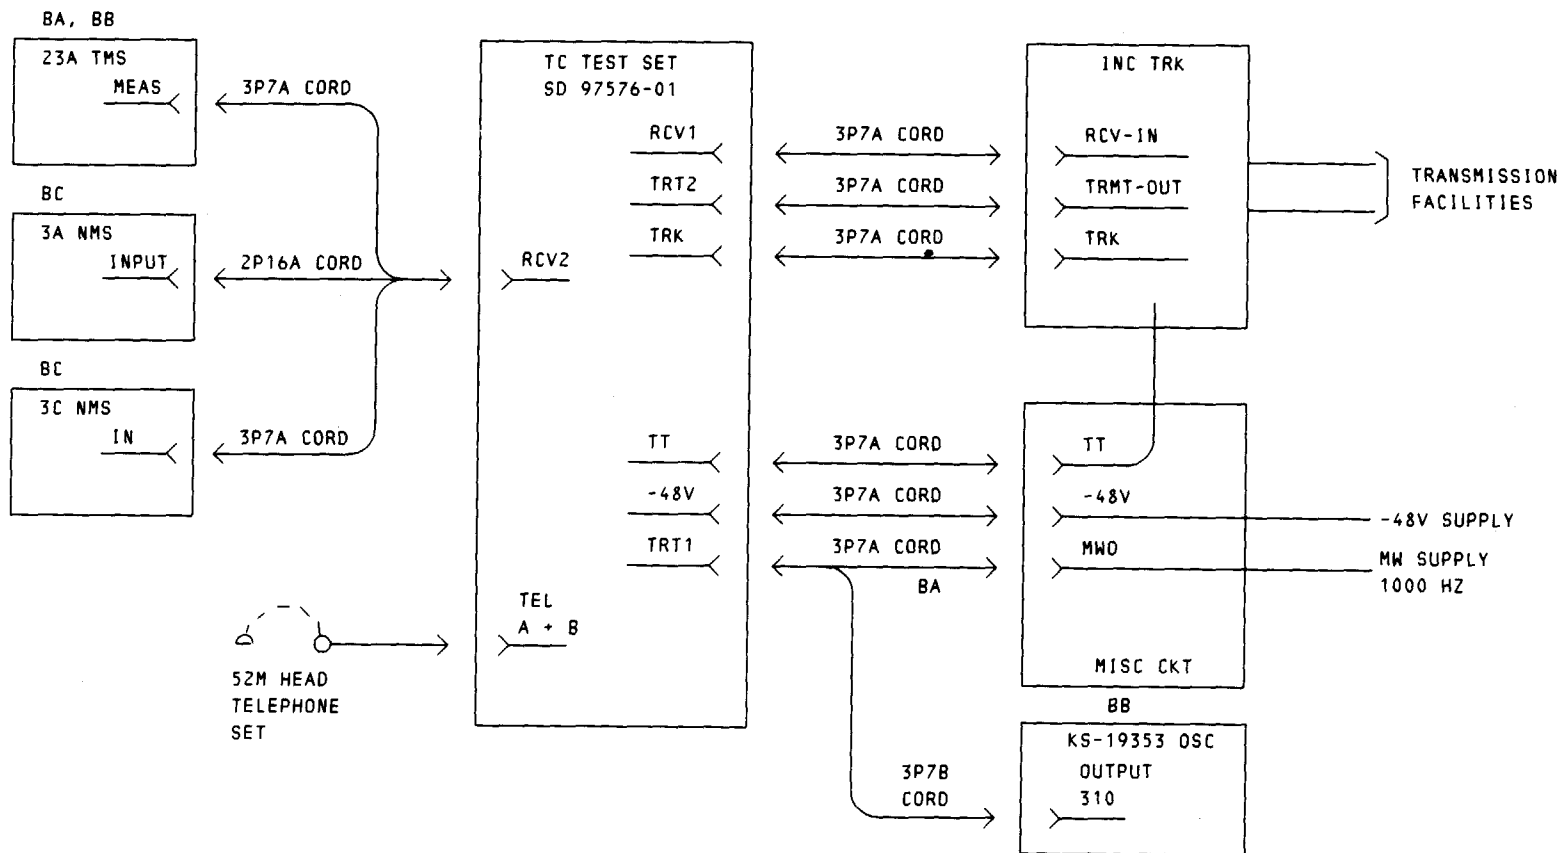 BA, BB
23A TMS
MEAS
3P7A CORD
BC
3A NMS
INPUT
2P16A CORD
BC
3C NMS
IN
3P7A CORD
52M HEAD
TELEPHONE
SET
TC TEST SET
SD 97576-01
RCV1
TRT2
TRK
RCV2
TT
-48V
TRT1
TEL
A + B
3P7A CORD
3P7A CORD
3P7A CORD
3P7A CORD
3P7A CORD
3P7A CORD
BA
3P7B
CORD
INC TRK
RCV-IN
TRMT-OUT
TRK
TRANSMISSION
FACILITIES
TT
-48V
MWO
MISC CKT
-48V SUPPLY
MW SUPPLY
1000 HZ
BB
KS-19353 OSC
OUTPUT
310